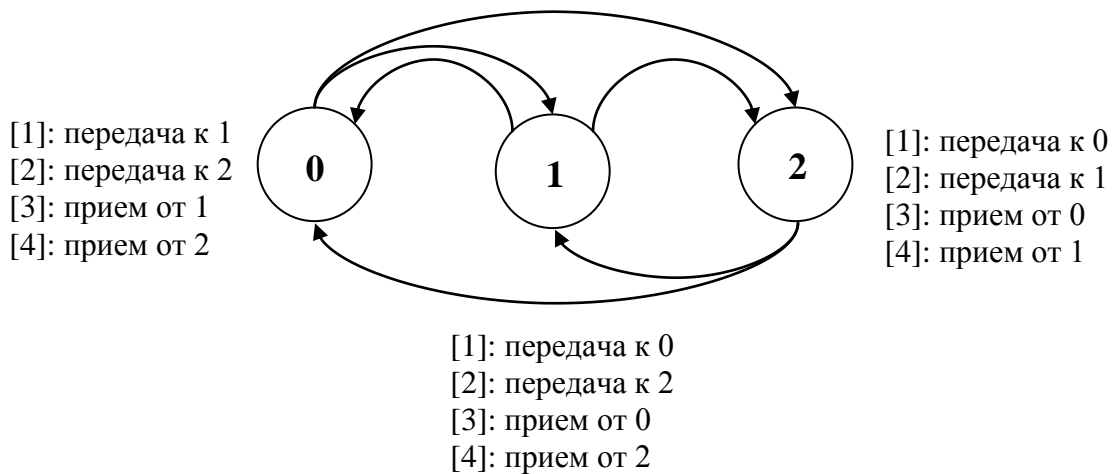 0
1
2
[1]: передача к 1
[2]: передача к 2
[3]: прием от 1
[4]: прием от 2
[1]: передача к 0
[2]: передача к 1
[3]: прием от 0
[4]: прием от 1
[1]: передача к 0
[2]: передача к 2
[3]: прием от 0
[4]: прием от 2